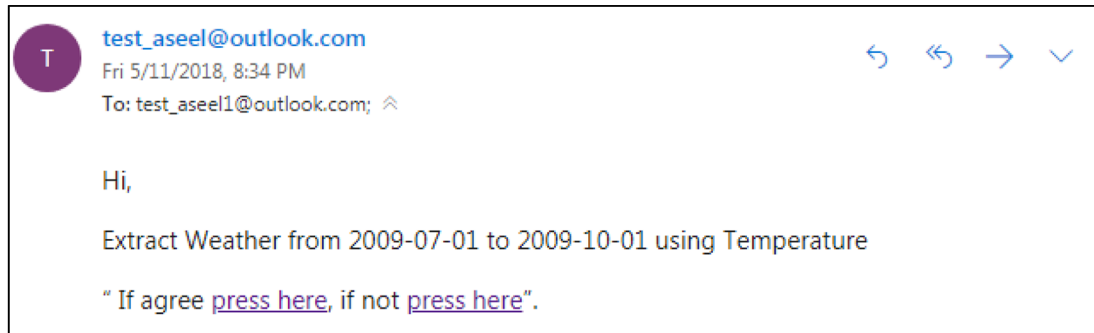 T
test_aseel@outlook.com
Fri 5/11/2018, 8:34 PM
To: test_aseel1@outlook.com;
Hi,
Extract Weather from 2009-07-01 to 2009-10-01 using Temperature
“ If agree press here, if not press here”.